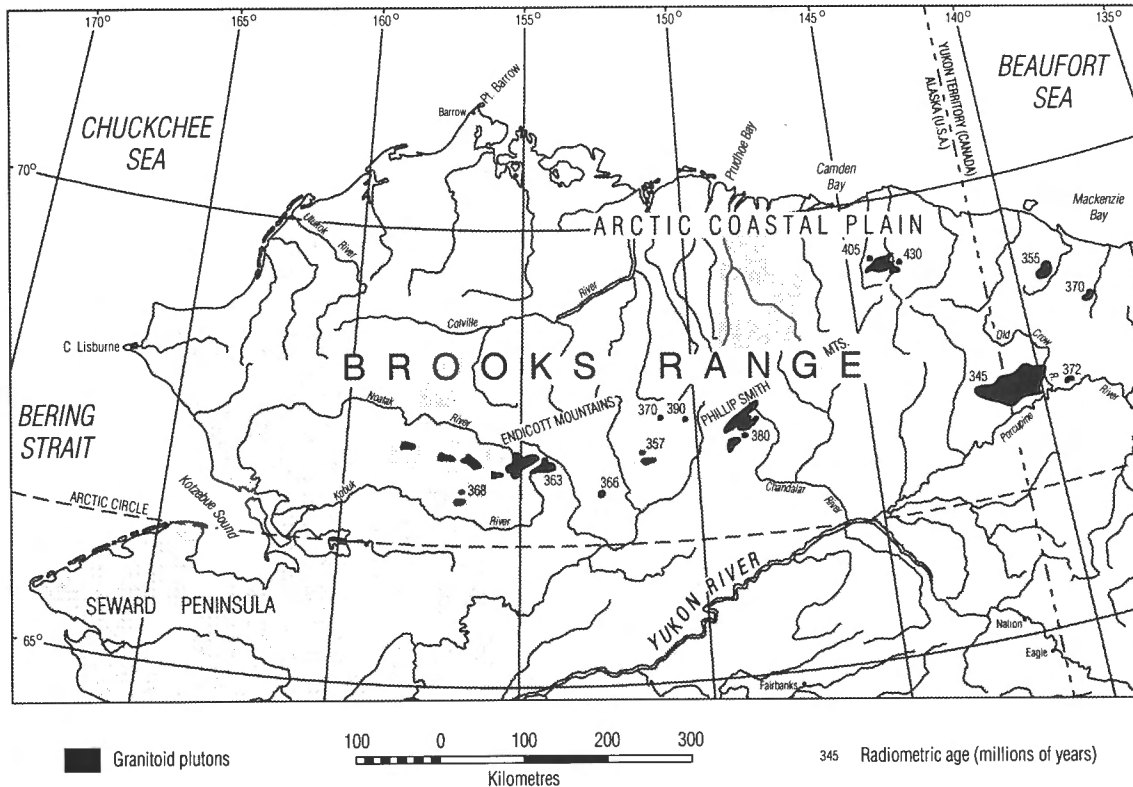 170°
165°
160°
155°
150°
145°
140°
135°
BEAUFORT
SEA
YUKON TERRITORY (CANADA)
ALASKA (U.S.A.)
Pt. Barrow
Barrow
CHUCKCHEE
SEA
70°
Prudhoe Bay
Camden
Bay
Mackenzie
Bay
ARCTIC COASTAL PLAIN
Utukok
River
405
430
355
370
River
Colville
C Lisburne
BROOKS RANGE
MTS.
Old
Crow
R.
345
372
River
Porcupine
Noatak
River
ENDICOTT MOUNTAINS
370
390
PHILLIP SMITH
380
BERING
STRAIT
357
363
368
366
Chandalar
River
ARCTIC CIRCLE
Kotzebue Sound
Kobuk
River
SEWARD PENINSULA
YUKON RIVER
65°
Nation
Eagle
Fairbanks
Granitoid plutons
100 0 100 200 300
Kilometres
345 Radiometric age (millions of years)